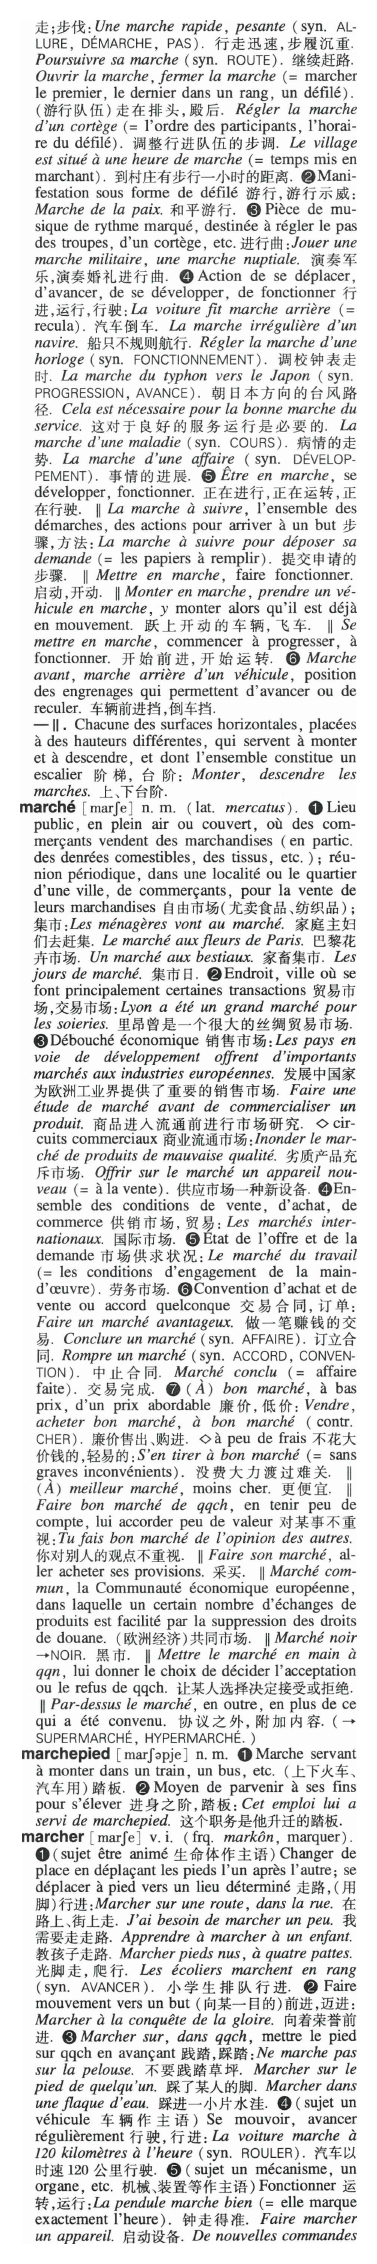 走;步伐:Une marche rapide, pesante (syn. AL-
LURE, DÉMARCHE, PAS). 行走迅速,步履沉重.
Poursuivre sa marche (syn. ROUTE). 继续赶路.
Ouvrir la marche, fermer la marche (= marcher
le premier, le dernier dans un rang, un défilé).
(游行队伍)走在排头,殿后. Régler la marche
d'un cortège (= l'ordre des participants, l'horai-
re du défilé). 调整行进队伍的步调. Le village
est situé à une heure de marche (= temps mis en
marchant). 到村庄有步行一小时的距离. ❷Mani-
festation sous forme de défilé 游行,游行示威:
Marche de la paix. 和平游行. ❸Pièce de mu-
sique de rythme marqué, destinée à régler le pas
des troupes, d'un cortège, etc. 进行曲:Jouer une
marche militaire, une marche nuptiale. 演奏军
乐,演奏婚礼进行曲. ❹Action de se déplacer,
d'avancer, de se développer, de fonctionner 行
进,运行,行驶:La voiture fit marche arrière (=
recula). 汽车倒车. La marche irrégulière d'un
navire. 船只不规则航行. Régler la marche d'une
horloge (syn. FONCTIONNEMENT). 调校钟表走
时. La marche du typhon vers le Japon (syn.
PROGRESSION, AVANCE). 朝日本方向的台风路
径. Cela est nécessaire pour la bonne marche du
service. 这对于良好的服务运行是必要的. La
marche d'une maladie (syn. COURS). 病情的走
势. La marche d'une affaire (syn. DÉVELOP-
PEMENT). 事情的进展. ❺Être en marche, se
développer, fonctionner. 正在进行,正在运转,正
在行驶. ‖ La marche à suivre, l'ensemble des
démarches, des actions pour arriver à un but 步
骤,方法:La marche à suivre pour déposer sa
demande (= les papiers à remplir). 提交申请的
步骤. ‖ Mettre en marche, faire fonctionner.
启动,开动. ‖ Monter en marche, prendre un vé-
hicule en marche, y monter alors qu'il est déjà
en mouvement. 跃上开动的车辆,飞车. ‖ Se
mettre en marche, commencer à progresser, à
fonctionner. 开始前进,开始运转. ❻Marche
avant, marche arrière d'un véhicule, position
des engrenages qui permettent d'avancer ou de
reculer. 车辆前进挡,倒车挡.
—Ⅱ. Chacune des surfaces horizontales, placées
à des hauteurs différentes, qui servent à monter
et à descendre, et dont l'ensemble constitue un
escalier 阶梯,台阶: Monter, descendre les
marches. 上、下台阶.
marché [marʃe] n. m. (lat. mercatus). ❶Lieu
public, en plein air ou couvert, où des com-
merçants vendent des marchandises (en partic.
des denrées comestibles, des tissus, etc.); réu-
nion périodique, dans une localité ou le quartier
d'une ville, de commerçants, pour la vente de
leurs marchandises 自由市场(尤卖食品、纺织品);
集市:Les ménagères vont au marché. 家庭主妇
们去赶集. Le marché aux fleurs de Paris. 巴黎花
卉市场. Un marché aux bestiaux. 家畜集市. Les
jours de marché. 集市日. ❷Endroit, ville où se
font principalement certaines transactions 贸易市
场,交易市场:Lyon a été un grand marché pour
les soieries. 里昂曾是一个很大的丝绸贸易市场.
❸Débouché économique 销售市场:Les pays en
voie de développement offrent d'importants
marchés aux industries européennes. 发展中国家
为欧洲工业界提供了重要的销售市场. Faire une
étude de marché avant de commercialiser un
produit. 商品进入流通前进行市场研究. ◇cir-
cuits commerciaux 商业流通市场:Inonder le mar-
ché de produits de mauvaise qualité. 劣质产品充
斥市场. Offrir sur le marché un appareil nou-
veau (= à la vente). 供应市场一种新设备. ❹En-
semble des conditions de vente, d'achat, de
commerce 供销市场,贸易: Les marchés inter-
nationaux. 国际市场. ❺État de l'offre et de la
demande 市场供求状况: Le marché du travail
(= les conditions d'engagement de la main-
d'œuvre). 劳务市场. ❻Convention d'achat et de
vente ou accord quelconque 交易合同,订单:
Faire un marché avantageux. 做一笔赚钱的交
易. Conclure un marché (syn. AFFAIRE). 订立合
同. Rompre un marché (syn. ACCORD, CONVEN-
TION). 中止合同. Marché conclu (= affaire
faite). 交易完成. ❼(À) bon marché, à bas
prix, d'un prix abordable 廉价,低价: Vendre,
acheter bon marché, à bon marché (contr.
CHER). 廉价售出、购进. ◇à peu de frais 不花大
价钱的,轻易的:S'en tirer à bon marché (= sans
graves inconvénients). 没费大力渡过难关. ‖
(À) meilleur marché, moins cher. 更便宜. ‖
Faire bon marché de qqch, en tenir peu de
compte, lui accorder peu de valeur 对某事不重
视:Tu fais bon marché de l'opinion des autres.
你对别人的观点不重视. ‖ Faire son marché, al-
ler acheter ses provisions. 采买. ‖ Marché com-
mun, la Communauté économique européenne,
dans laquelle un certain nombre d'échanges de
produits est facilité par la suppression des droits
de douane. (欧洲经济)共同市场. ‖ Marché noir
→NOIR. 黑市. ‖ Mettre le marché en main à
qqn, lui donner le choix de décider l'acceptation
ou le refus de qqch. 让某人选择决定接受或拒绝.
‖ Par-dessus le marché, en outre, en plus de ce
qui a été convenu. 协议之外,附加内容. (→
SUPERMARCHÉ, HYPERMARCHÉ.)
marchepied [marʃəpje] n. m. ❶Marche servant
à monter dans un train, un bus, etc. (上下火车、
汽车用)踏板. ❷Moyen de parvenir à ses fins
pour s'élever 进身之阶,踏板:Cet emploi lui a
servi de marchepied. 这个职务是他升迁的踏板.
marcher [marʃe] v. i. (frq. markôn, marquer).
❶(sujet être animé 生命体作主语) Changer de
place en déplaçant les pieds l'un après l'autre; se
déplacer à pied vers un lieu déterminé 走路,(用
脚)行进:Marcher sur une route, dans la rue. 在
路上、街上走. J'ai besoin de marcher un peu. 我
需要走走路. Apprendre à marcher à un enfant.
教孩子走路. Marcher pieds nus, à quatre pattes.
光脚走,爬行. Les écoliers marchent en rang
(syn. AVANCER). 小学生排队行进. ❷Faire
mouvement vers un but (向某一目的)前进,迈进:
Marcher à la conquête de la gloire. 向着荣誉前
进. ❸Marcher sur, dans qqch, mettre le pied
sur qqch en avançant 践踏,踩踏:Ne marche pas
sur la pelouse. 不要践踏草坪. Marcher sur le
pied de quelqu'un. 踩了某人的脚. Marcher dans
une flaque d'eau. 踩进一小片水洼. ❹(sujet un
véhicule 车辆作主语) Se mouvoir, avancer
régulièrement 行驶,行进: La voiture marche à
120 kilomètres à l'heure (syn. ROULER). 汽车以
时速 120 公里行驶. ❺(sujet un mécanisme, un
organe, etc. 机械、装置等作主语) Fonctionner 运
转,运行:La pendule marche bien (= elle marque
exactement l'heure). 钟走得准. Faire marcher
un appareil. 启动设备. De nouvelles commandes